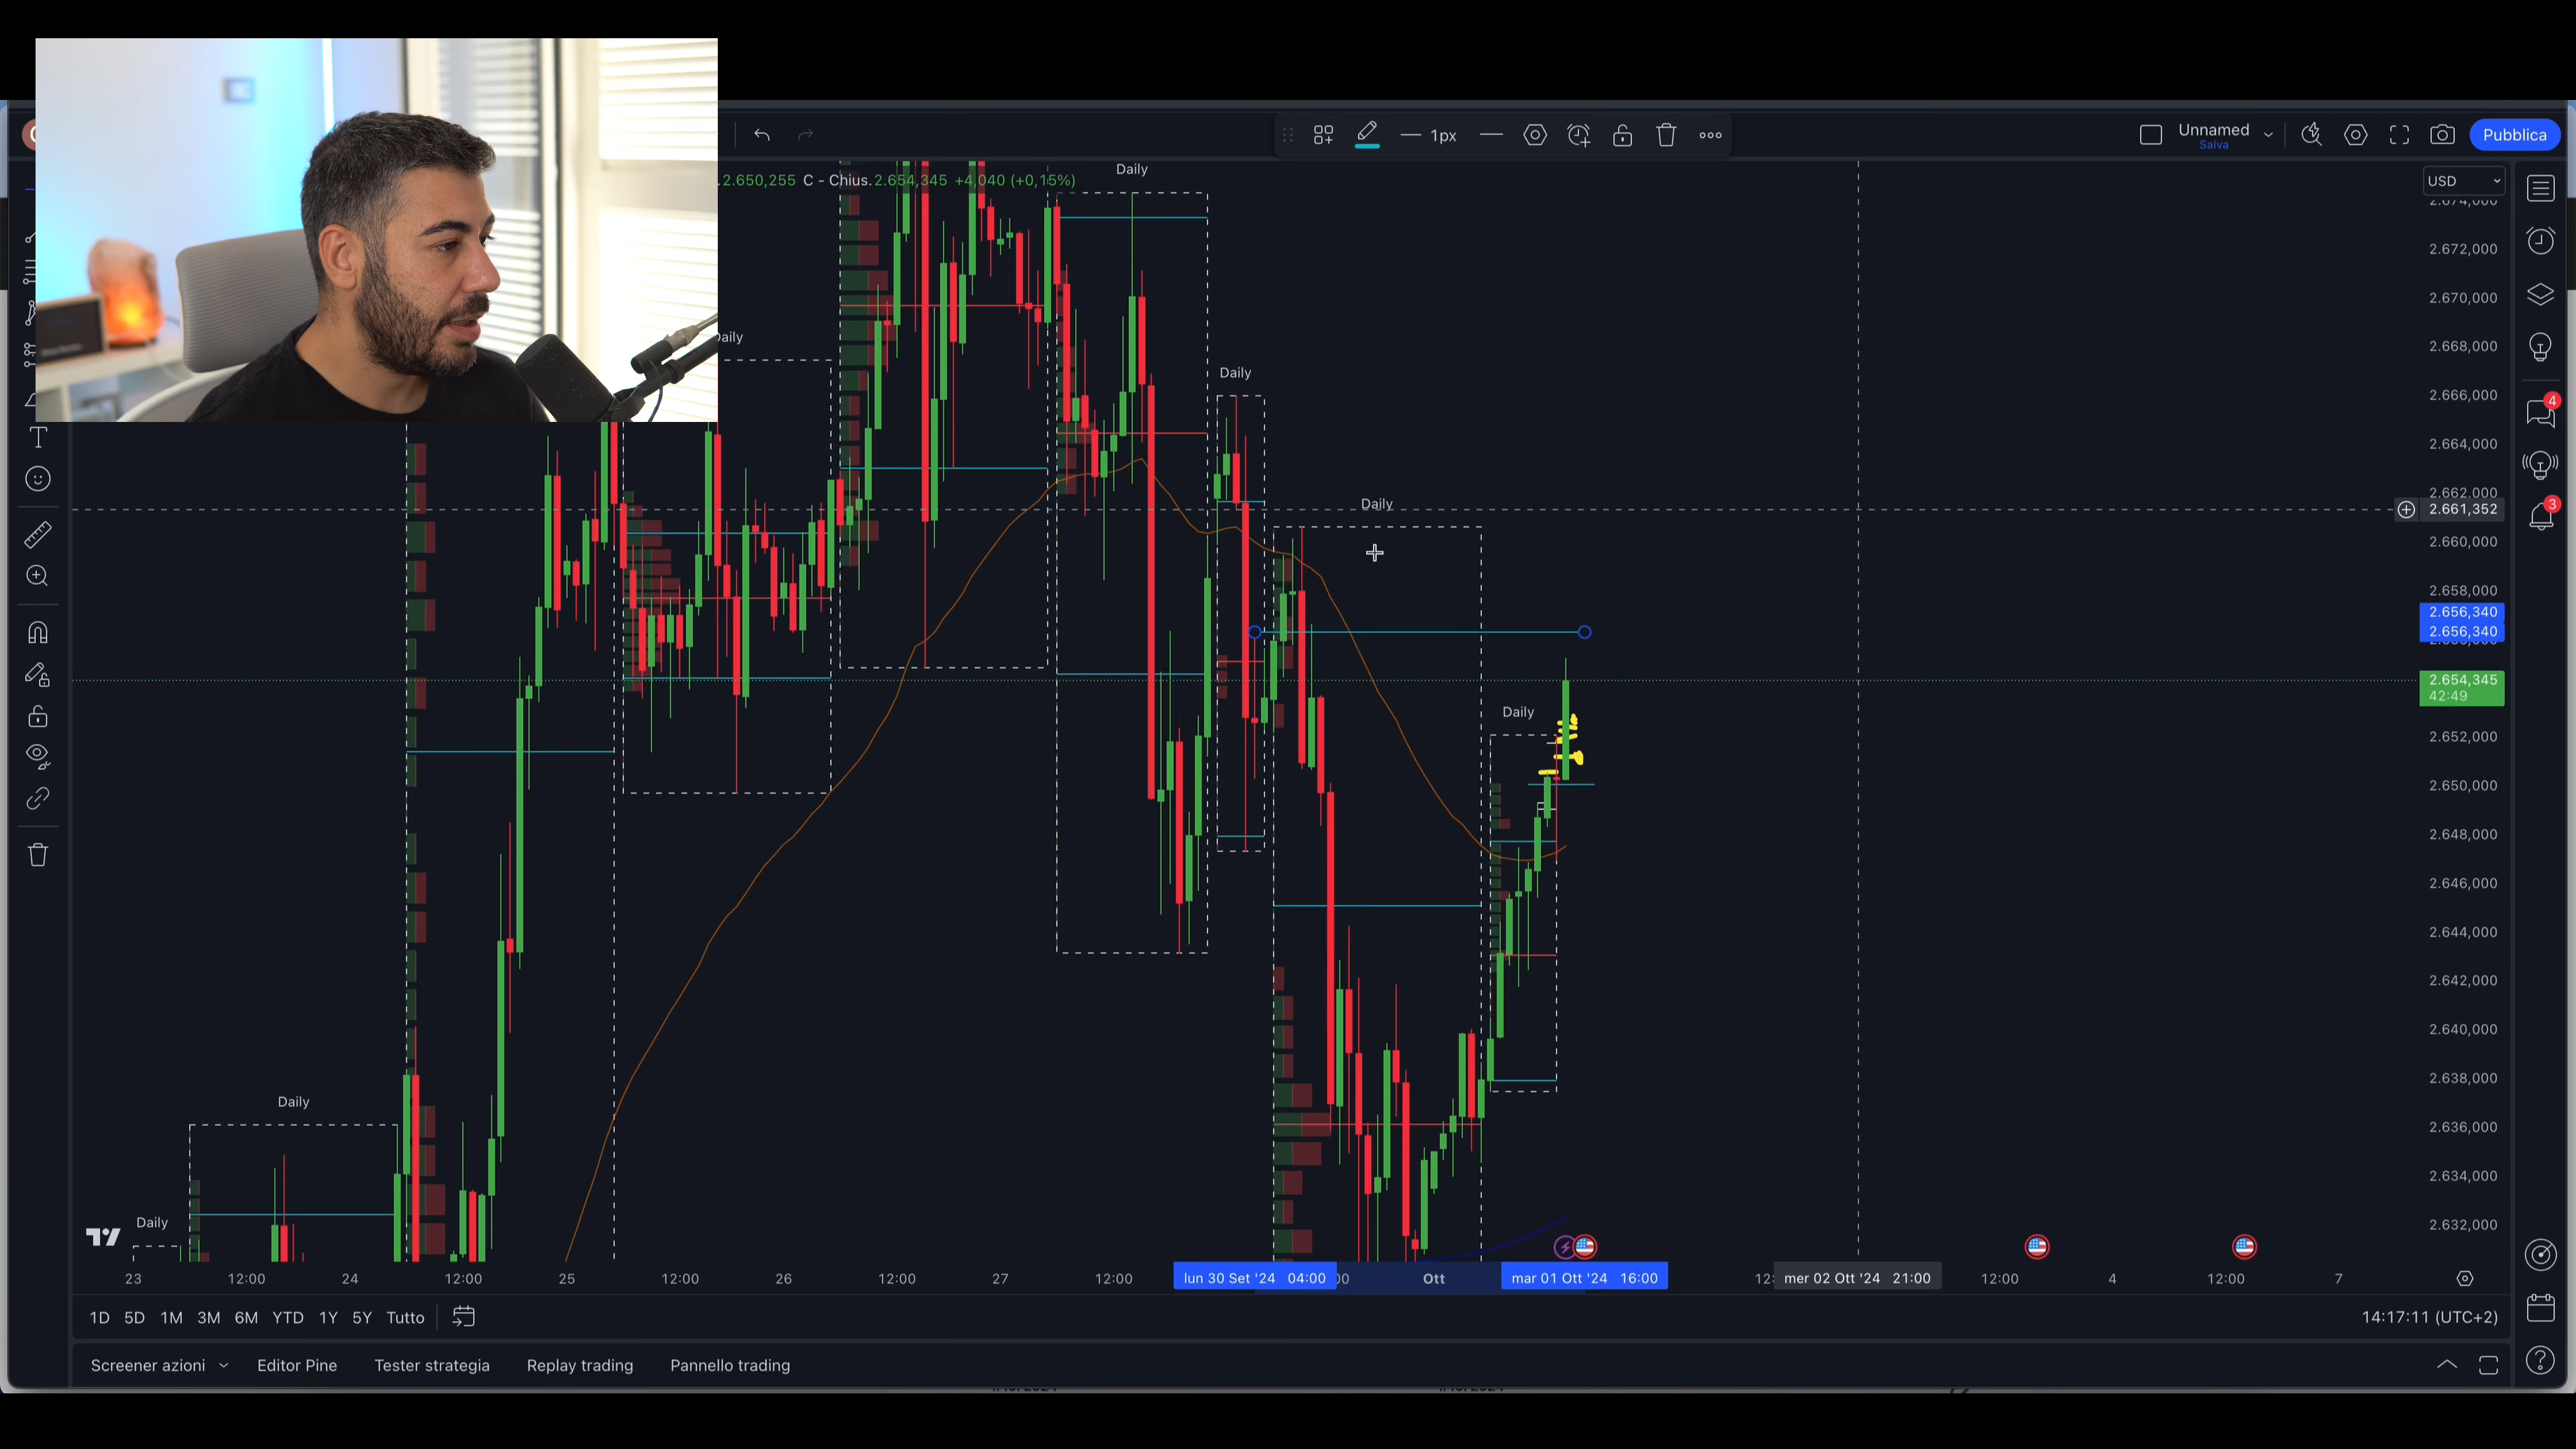 1px
Unnamed
Salva
Pubblica
.2.650,255 C - Chius.2.654,345 +4,040 (+0,15%)
Daily
USD
2.672,000
2.670,000
Daily
2.668,000
Daily
2.666,000
4
2.664,000
2.662,000
Daily
2.661,352
3
2.660,000
2.658,000
2.656,340
2.656,340
2.654,345
42:49
Daily
2.652,000
2.650,000
2.648,000
2.646,000
2.644,000
2.642,000
2.640,000
2.638,000
Daily
2.636,000
2.634,000
Daily
2.632,000
23 12:00 24 12:00 25 12:00 26 12:00 27 12:00 lun 30 Set '24 04:00 Ott mar 01 Ott '24 16:00 mer 02 Ott '24 21:00 12:00 4 12:00 7
1D 5D 1M 3M 6M YTD 1Y 5Y Tutto
14:17:11 (UTC+2)
Screener azioni Editor Pine Tester strategia Replay trading Pannello trading